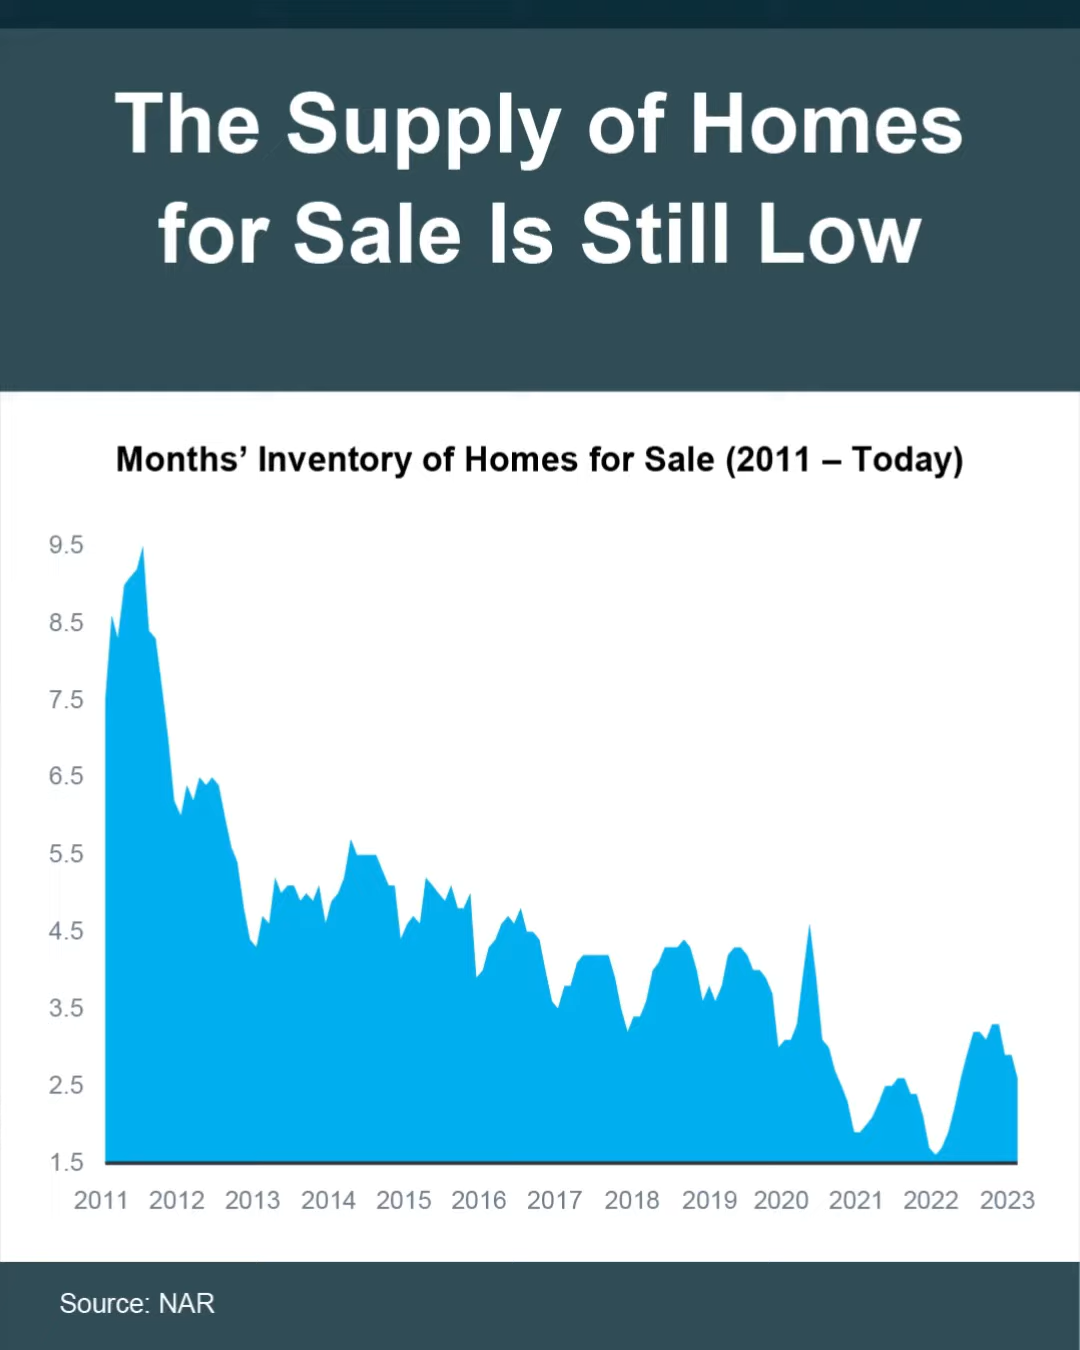 The Supply of Homes
for Sale Is Still Low
Months’ Inventory of Homes for Sale (2011 – Today)
9.5
8.5
7.5
6.5
5.5
4.5
3.5
2.5
1.5
2011 2012 2013 2014 2015 2016 2017 2018 2019 2020 2021 2022 2023
Source: NAR